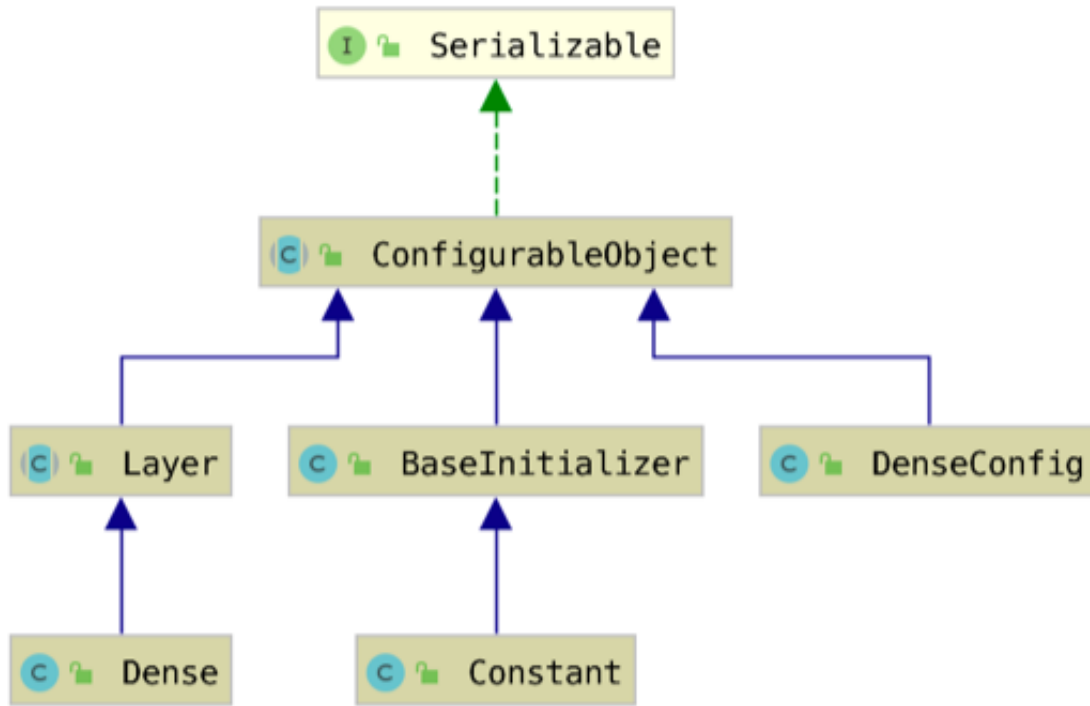 I Serializable
C ConfigurableObject
C Layer
C BaseInitializer
C DenseConfig
C Dense
C Constant